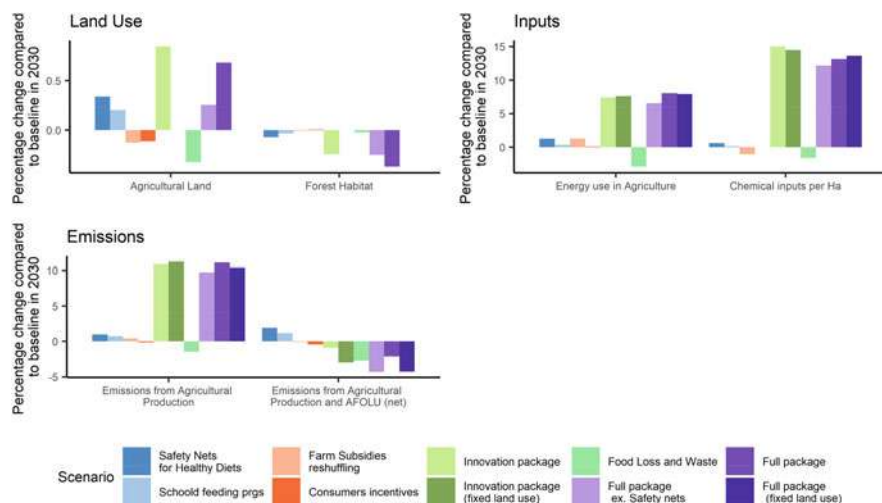 Land Use
Percentage change compared
to baseline in 2030
0.5
0.0
Agricultural Land
Forest Habitat
Inputs
Percentage change compared
to baseline in 2030
15
10
5
0
Energy use in Agriculture
Chemical inputs per Ha
Emissions
Percentage change compared
to baseline in 2030
10
5
0
-5
Emissions from Agricultural
Production
Emissions from Agricultural
Production and AFOLU (net)
Scenario
Safety Nets
for Healthy Diets
Schoold feeding prgs
Farm Subsidies
reshuffling
Consumers incentives
Innovation package
Innovation package
(fixed land use)
Food Loss and Waste
Full package
ex. Safety nets
Full package
Full package
(fixed land use)